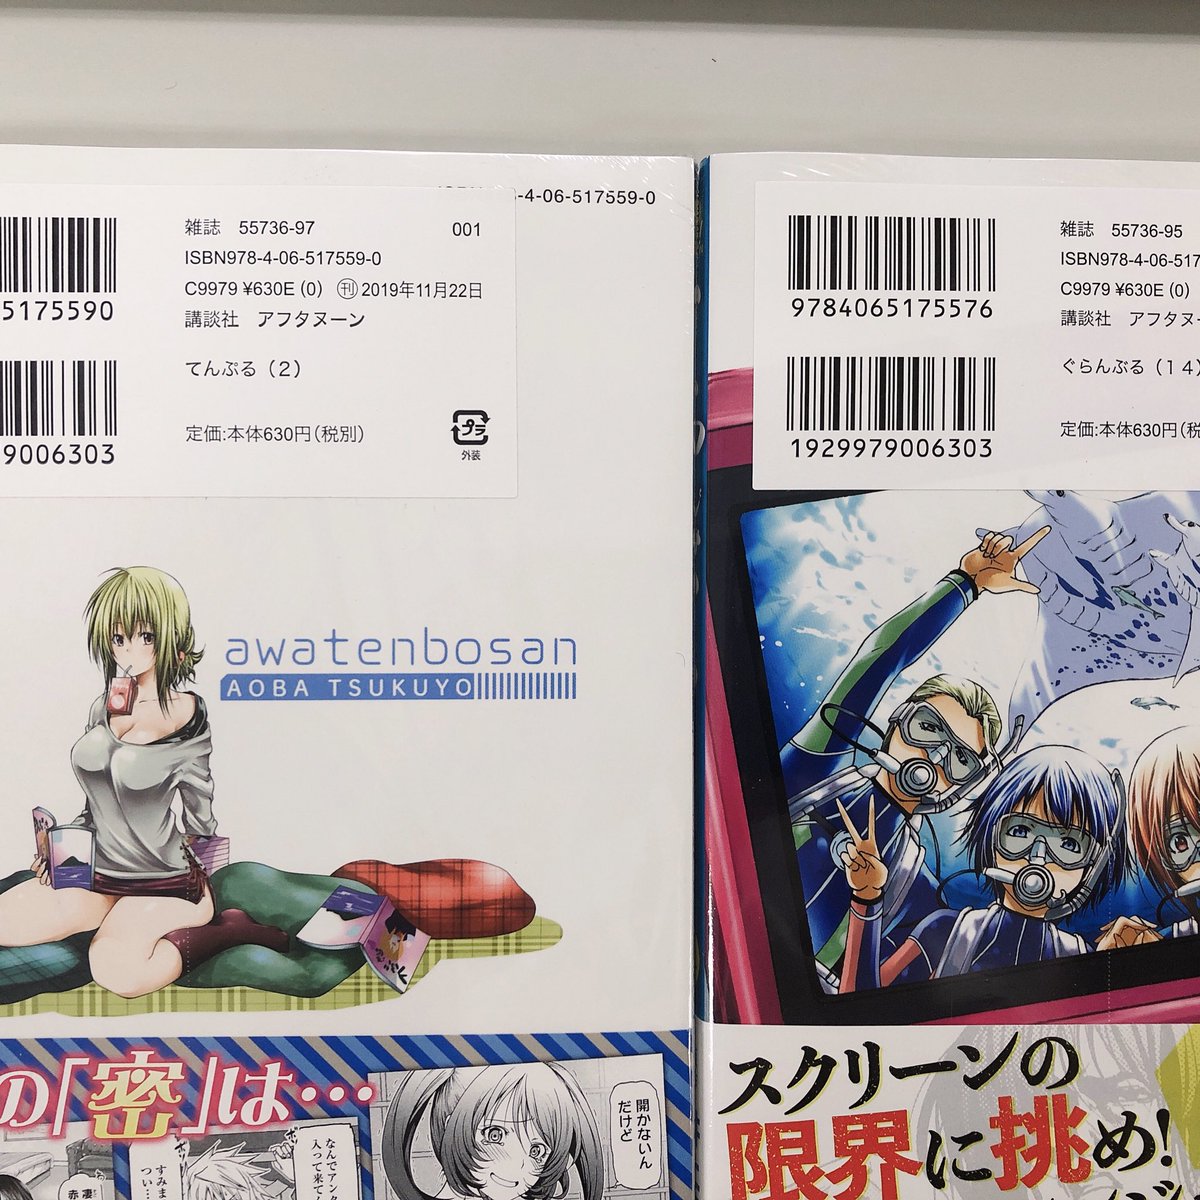 -4-06-517559-0
雑誌 55736-97 001
ISBN978-4-06-517559-0
C9979 ¥630E (0) 刊 2019年11月22日
講談社 アフタヌーン
5175590
てんぷる（2）
定価:本体630円(税別)
プラ
外装
9006303
awatenbosan
AOBA TSUKUYO
の「密」は…
開かないん
だけど
なんでアンタ
入って来て
すみま
つい…
雑誌 55736-95
ISBN978-4-06-517
C9979 ¥630E (0)
講談社 アフタヌ
9784065175576
ぐらんぶる（14）
定価:本体630円(税
1929979006303
スクリーンの
限界に挑め!